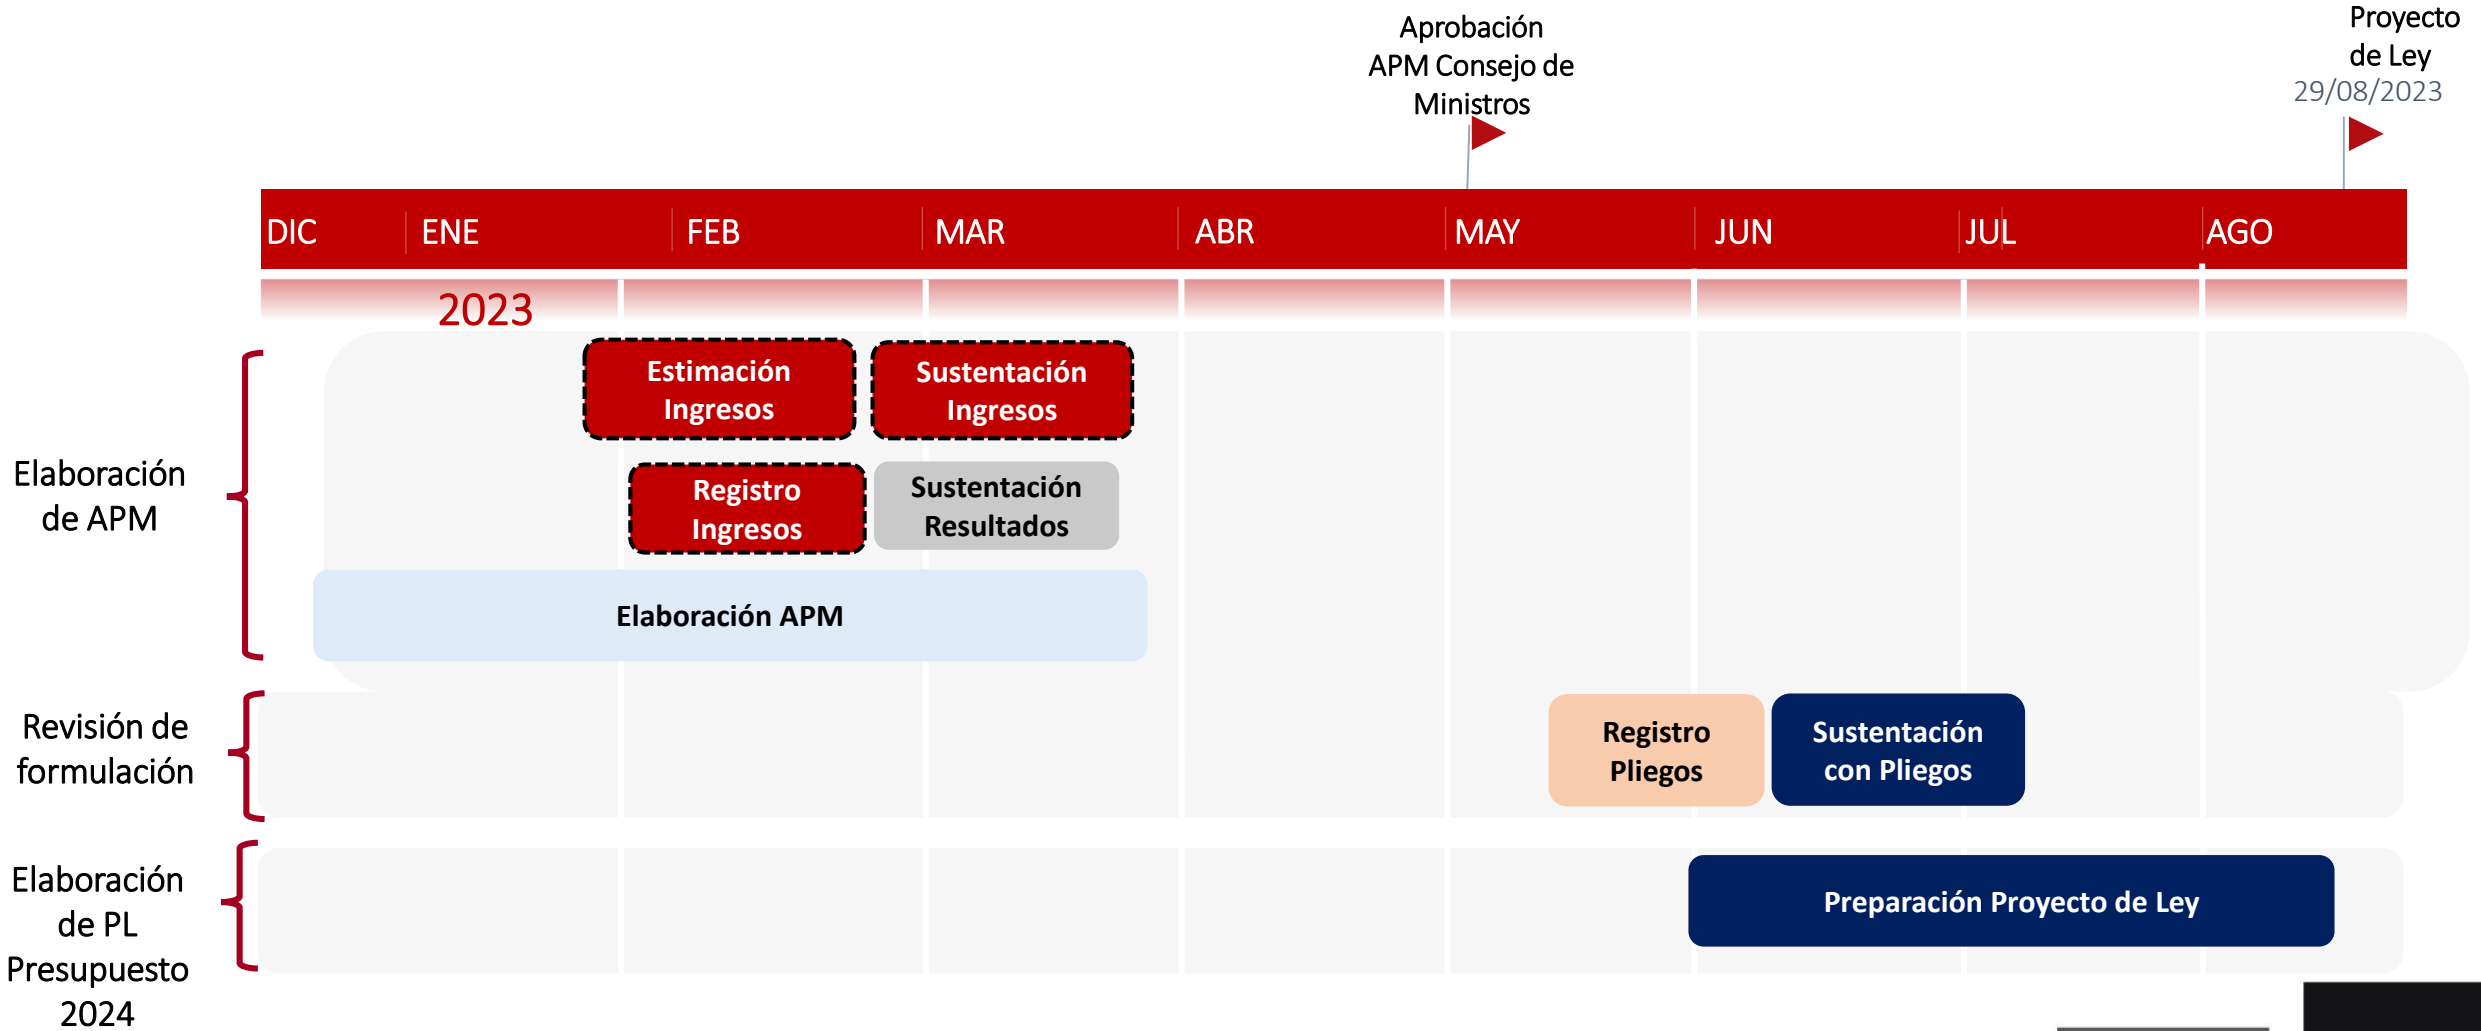 Aprobación
APM Consejo de
Ministros
Proyecto
de Ley
29/08/2023
DIC ENE FEB MAR ABR MAY JUN JUL AGO
2023
Elaboración
de APM
Estimación
Ingresos
Sustentación
Ingresos
Registro
Ingresos
Sustentación
Resultados
Elaboración APM
Revisión de
formulación
Registro
Pliegos
Sustentación
con Pliegos
Elaboración
de PL
Presupuesto
2024
Preparación Proyecto de Ley